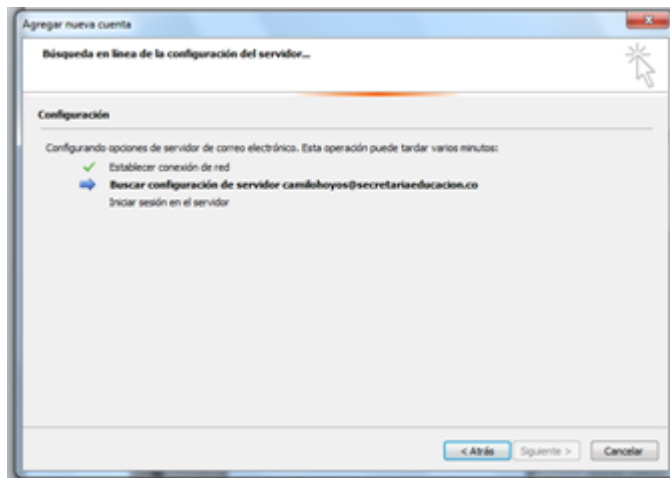 Agregar nueva cuenta
Búsqueda en línea de la configuración del servidor...
Configuración
Configurando opciones de servidor de correo electrónico. Esta operación puede tardar varios minutos:
Establecer conexión de red
Buscar configuración de servidor camilohoyos@secretariaeducacion.co
Iniciar sesión en el servidor
< Atrás
Siguiente >
Cancelar